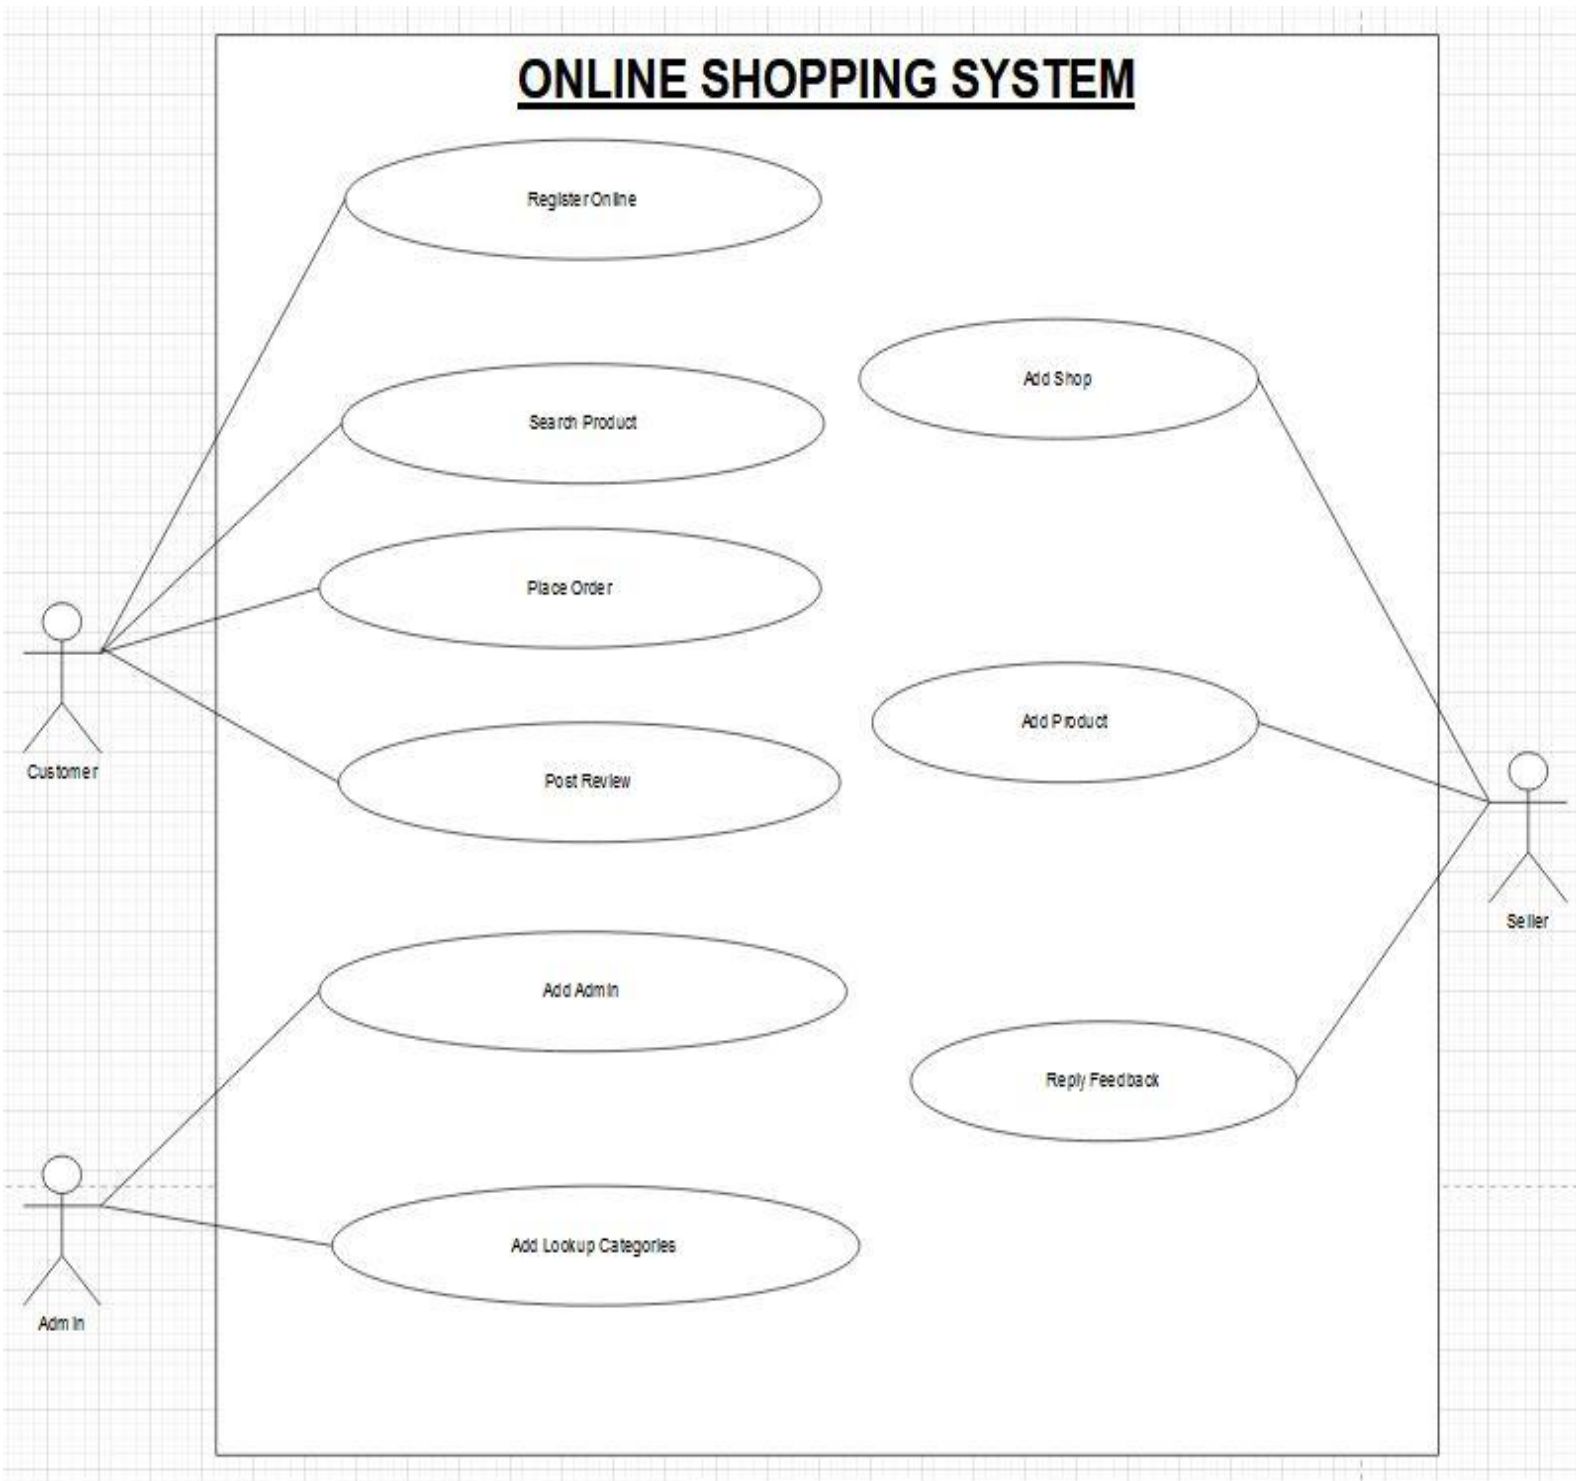 ONLINE SHOPPING SYSTEM
Register Online
Add Shop
Search Product
Place Order
Add Product
Customer
Post Review
Seller
Add Admin
Reply Feedback
Add Lookup Categories
Admin